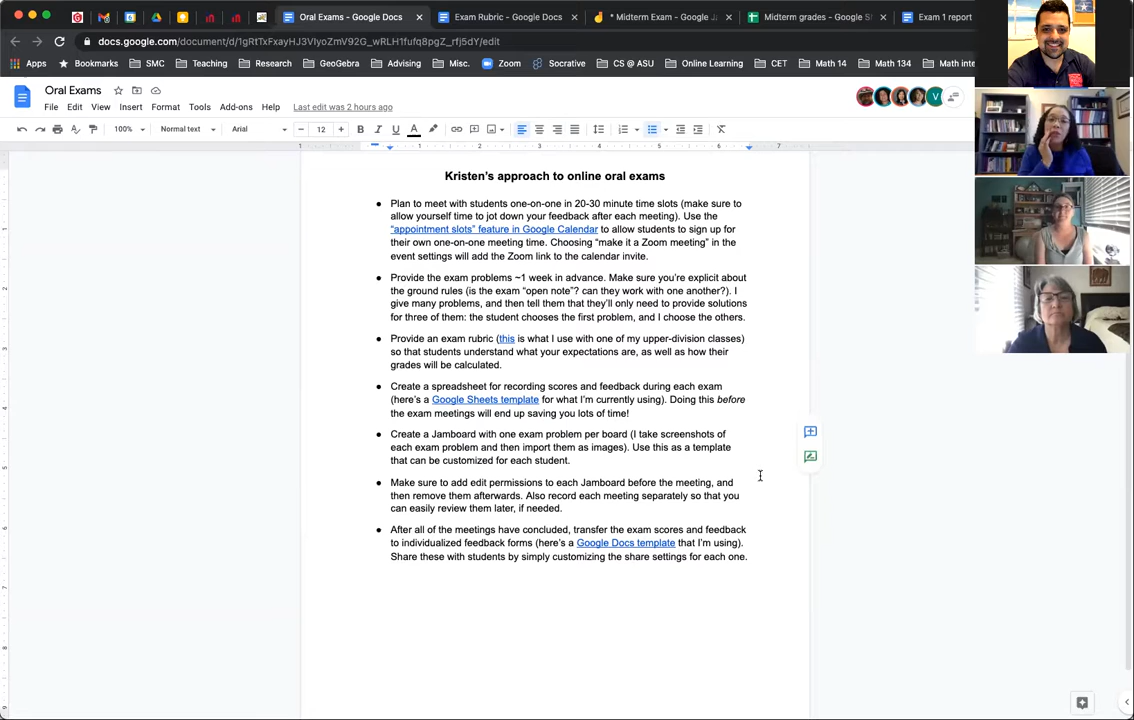 Oral Exams - Google Docs
Exam Rubric - Google Docs
* Midterm Exam - Google J
Midterm grades - Google S
Exam 1 report
docs.google.com/document/d/1gRtTxFxayHJ3VIyoZmV92G_wRLH1fufq8pgZ_rfj5dY/edit
Apps
Bookmarks
SMC
Teaching
Research
GeoGebra
Advising
Misc.
Zoom
Socrative
CS @ ASU
Online Learning
CET
Math 14
Math 134
Math inte
Oral Exams
File
Edit
View
Insert
Format
Tools
Add-ons
Help
Last edit was 2 hours ago
V
100%
Normal text
Arial
12
B
I
U
A
1
1
2
3
4
5
6
7
Kristen's approach to online oral exams
● Plan to meet with students one-on-one in 20-30 minute time slots (make sure to
allow yourself time to jot down your feedback after each meeting). Use the
"appointment slots" feature in Google Calendar to allow students to sign up for
their own one-on-one meeting time. Choosing "make it a Zoom meeting" in the
event settings will add the Zoom link to the calendar invite.
● Provide the exam problems ~1 week in advance. Make sure you're explicit about
the ground rules (is the exam "open note"? can they work with one another?). I
give many problems, and then tell them that they'll only need to provide solutions
for three of them: the student chooses the first problem, and I choose the others.
● Provide an exam rubric (this is what I use with one of my upper-division classes)
so that students understand what your expectations are, as well as how their
grades will be calculated.
● Create a spreadsheet for recording scores and feedback during each exam
(here's a Google Sheets template for what I'm currently using). Doing this before
the exam meetings will end up saving you lots of time!
● Create a Jamboard with one exam problem per board (I take screenshots of
each exam problem and then import them as images). Use this as a template
that can be customized for each student.
● Make sure to add edit permissions to each Jamboard before the meeting, and
then remove them afterwards. Also record each meeting separately so that you
can easily review them later, if needed.
● After all of the meetings have concluded, transfer the exam scores and feedback
to individualized feedback forms (here's a Google Docs template that I'm using).
Share these with students by simply customizing the share settings for each one.